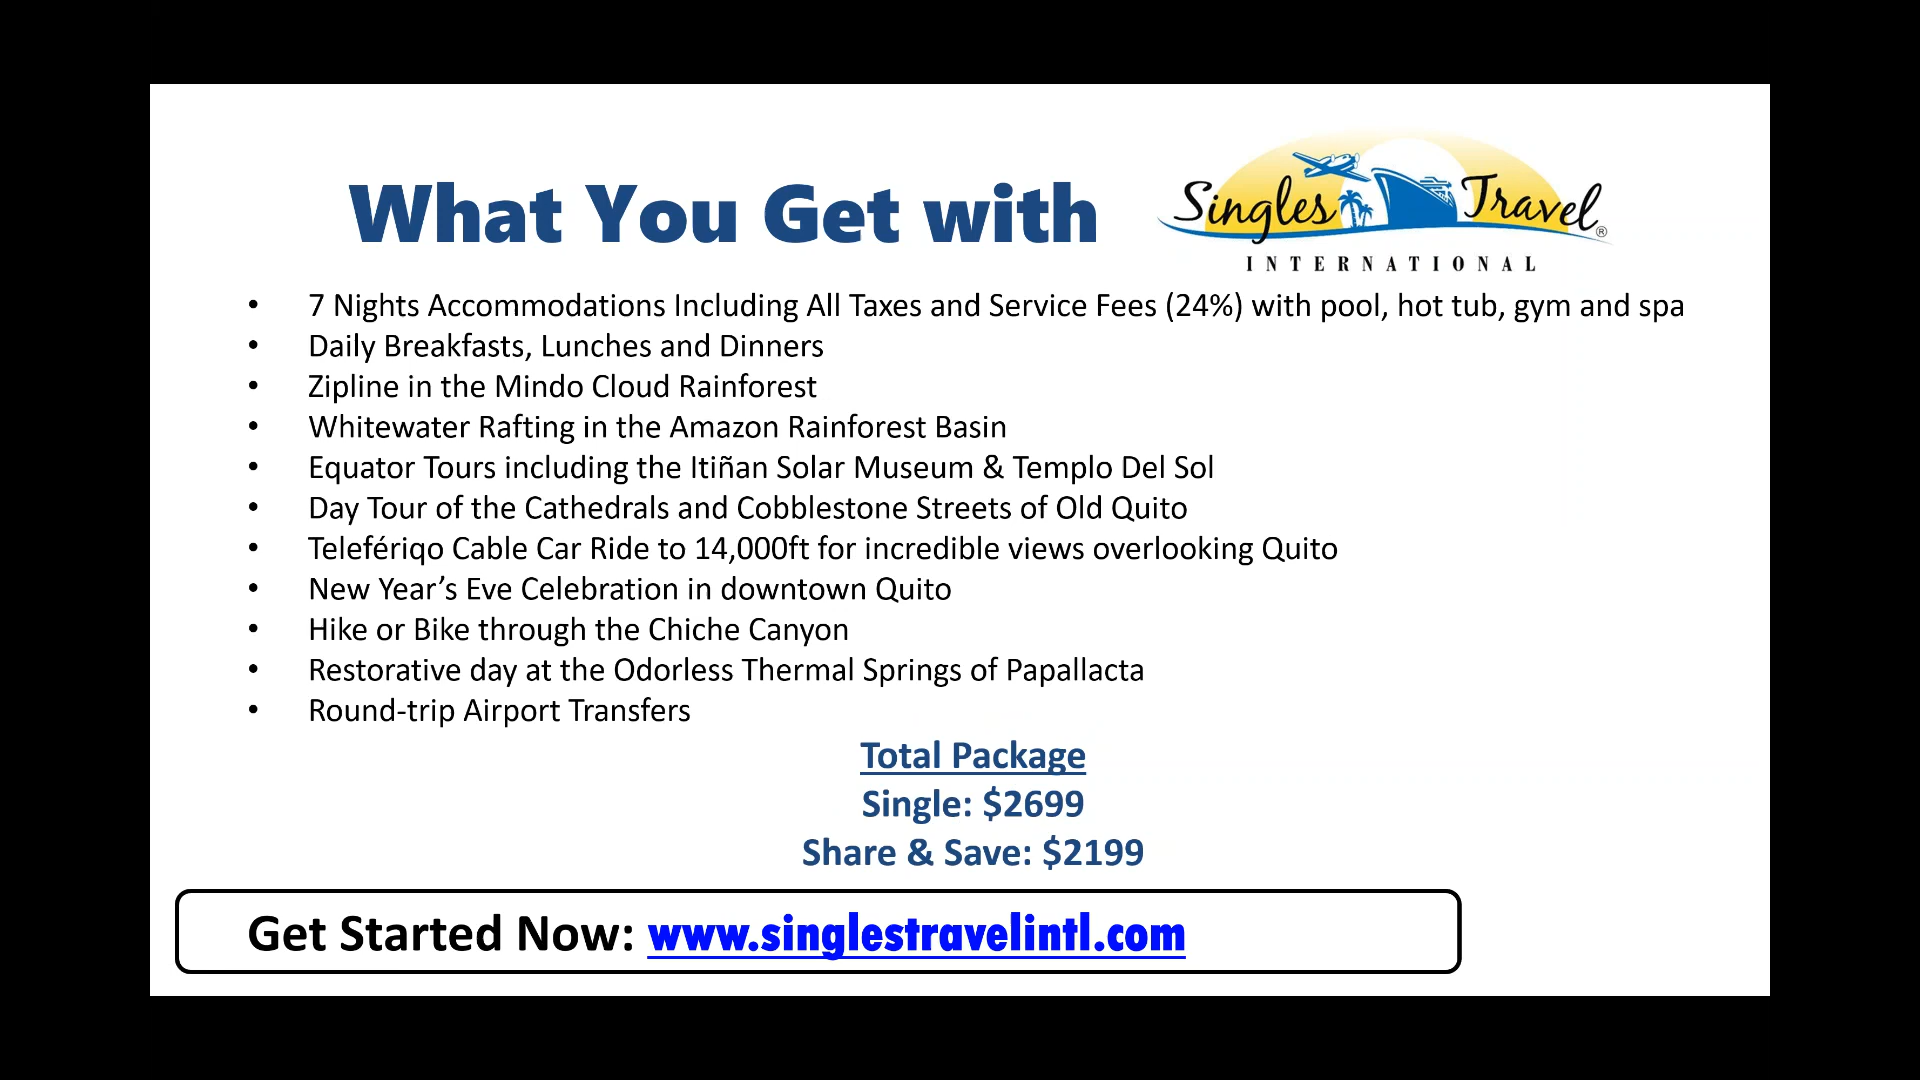 What You Get with
Singles Travel®
INTERNATIONAL
• 7 Nights Accommodations Including All Taxes and Service Fees (24%) with pool, hot tub, gym and spa
• Daily Breakfasts, Lunches and Dinners
• Zipline in the Mindo Cloud Rainforest
• Whitewater Rafting in the Amazon Rainforest Basin
• Equator Tours including the Itiñan Solar Museum & Templo Del Sol
• Day Tour of the Cathedrals and Cobblestone Streets of Old Quito
• Telefériqo Cable Car Ride to 14,000ft for incredible views overlooking Quito
• New Year’s Eve Celebration in downtown Quito
• Hike or Bike through the Chiche Canyon
• Restorative day at the Odorless Thermal Springs of Papallacta
• Round-trip Airport Transfers
Total Package
Single: $2699
Share & Save: $2199
Get Started Now: www.singlestravelintl.com